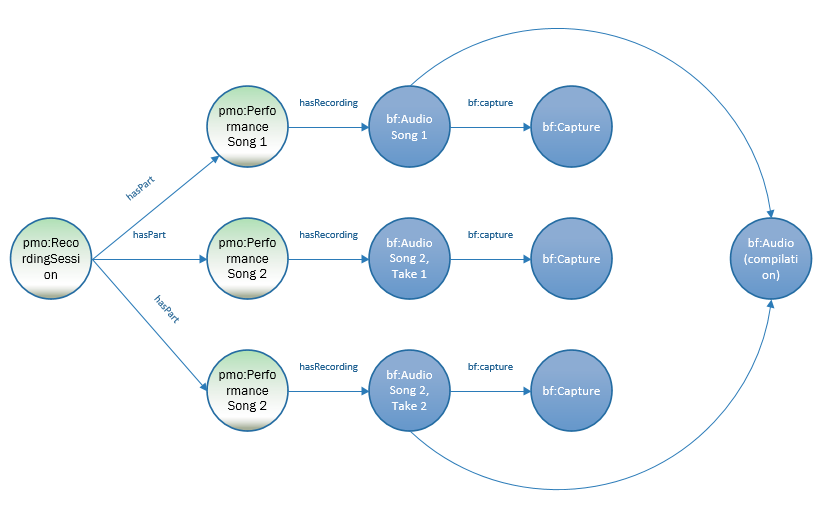 pmo:Perfo
rmance
Song 1
hasRecording
bf:Audio
Song 1
bf:capture
bf:Capture
hasPart
pmo:Reco
rdingSessi
on
hasPart
pmo:Perfo
rmance
Song 2
hasRecording
bf:Audio
Song 2,
Take 1
bf:capture
bf:Capture
bf:Audio
(compilati
on)
hasPart
pmo:Perfo
rmance
Song 2
hasRecording
bf:Audio
Song 2,
Take 2
bf:capture
bf:Capture